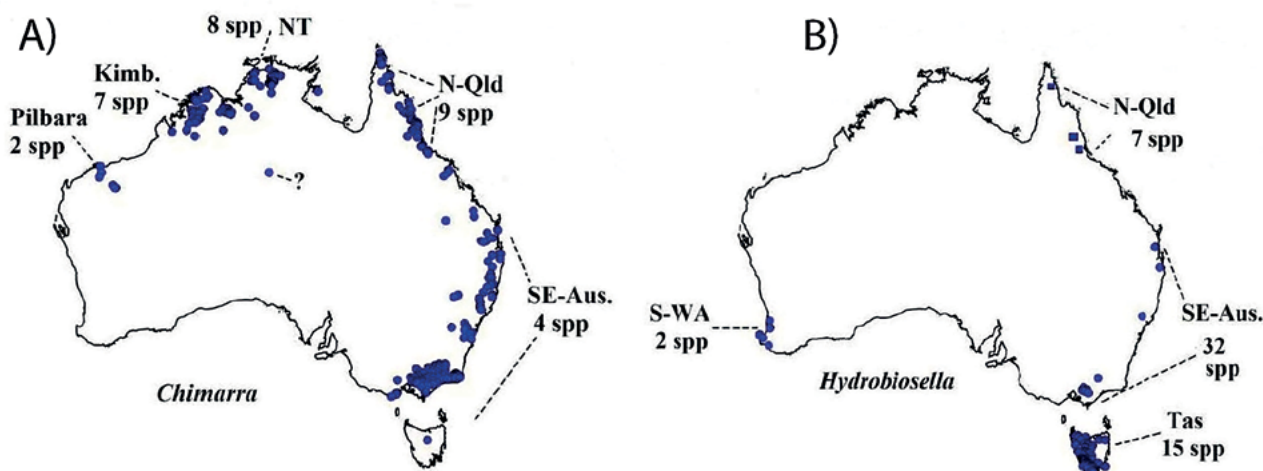 A)
8 spp NT
Kimb.
7 spp
Pilbara
2 spp
N-Qld
9 spp
?
SE-Aus.
4 spp
Chimarra
B)
N-Qld
7 spp
S-WA
2 spp
SE-Aus.
32
spp
Hydrobiosella
Tas
15 spp